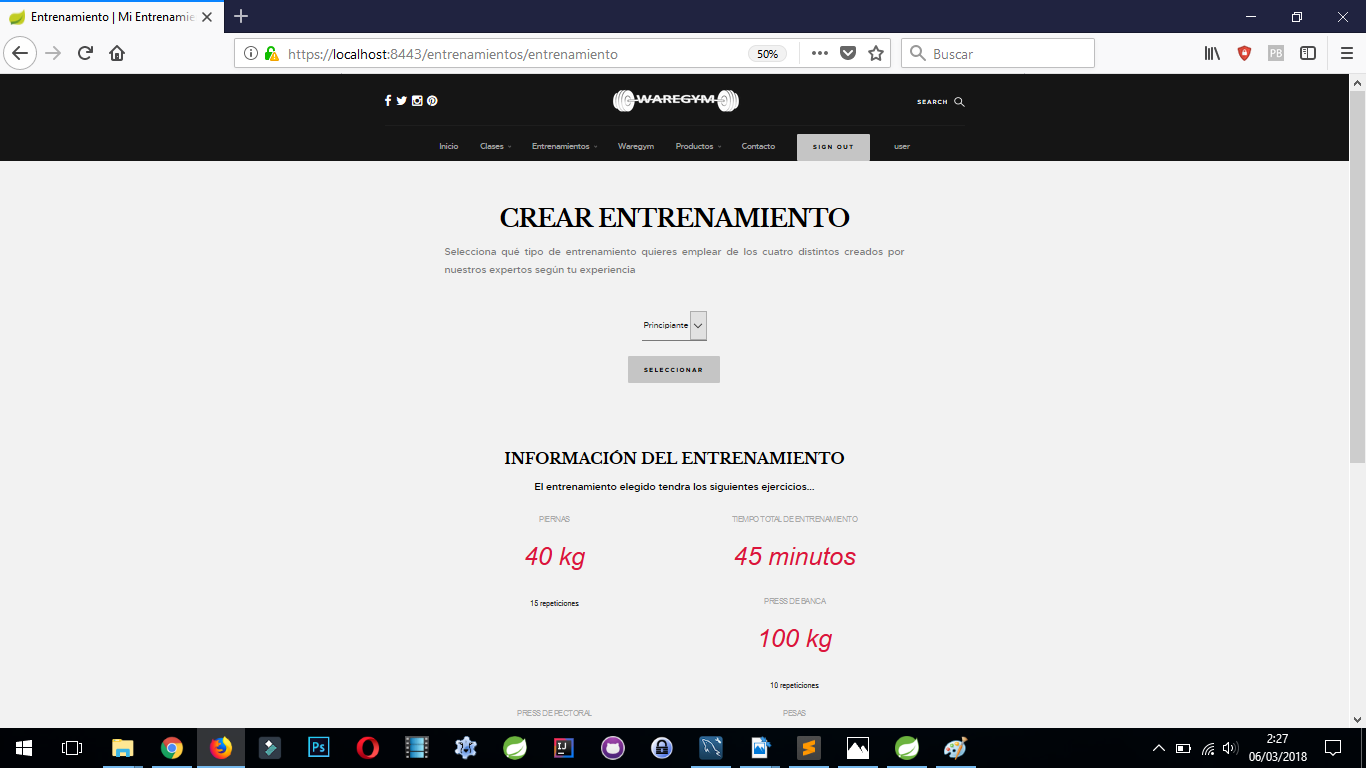 Entrenamiento | Mi Entrenamie
https://localhost:8443/entrenamientos/entrenamiento
50%
Buscar
PB
WAREGYM
SEARCH
Inicio
Clases
Entrenamientos
Waregym
Productos
Contacto
SIGN OUT
user
CREAR ENTRENAMIENTO
Selecciona qué tipo de entrenamiento quieres emplear de los cuatro distintos creados por
nuestros expertos según tu experiencia
Principiante
SELECCIONAR
INFORMACIÓN DEL ENTRENAMIENTO
El entrenamiento elegido tendra los siguientes ejercicios...
PIERNAS
40 kg
15 repeticiones
TIEMPO TOTAL DE ENTRENAMIENTO
45 minutos
PRESS DE BANCA
100 kg
10 repeticiones
PRESS DE PECTORAL
PESAS
Ps
IJ
2:27
06/03/2018